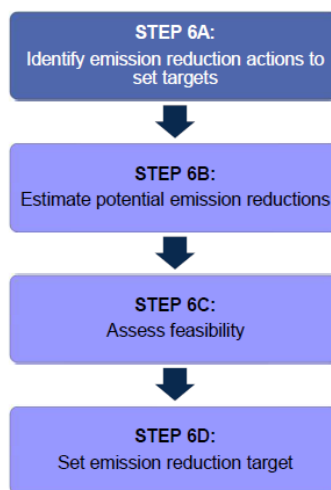 STEP 6A:
Identify emission reduction actions to
set targets
STEP 6B:
Estimate potential emission reductions
STEP 6C:
Assess feasibility
STEP 6D:
Set emission reduction target